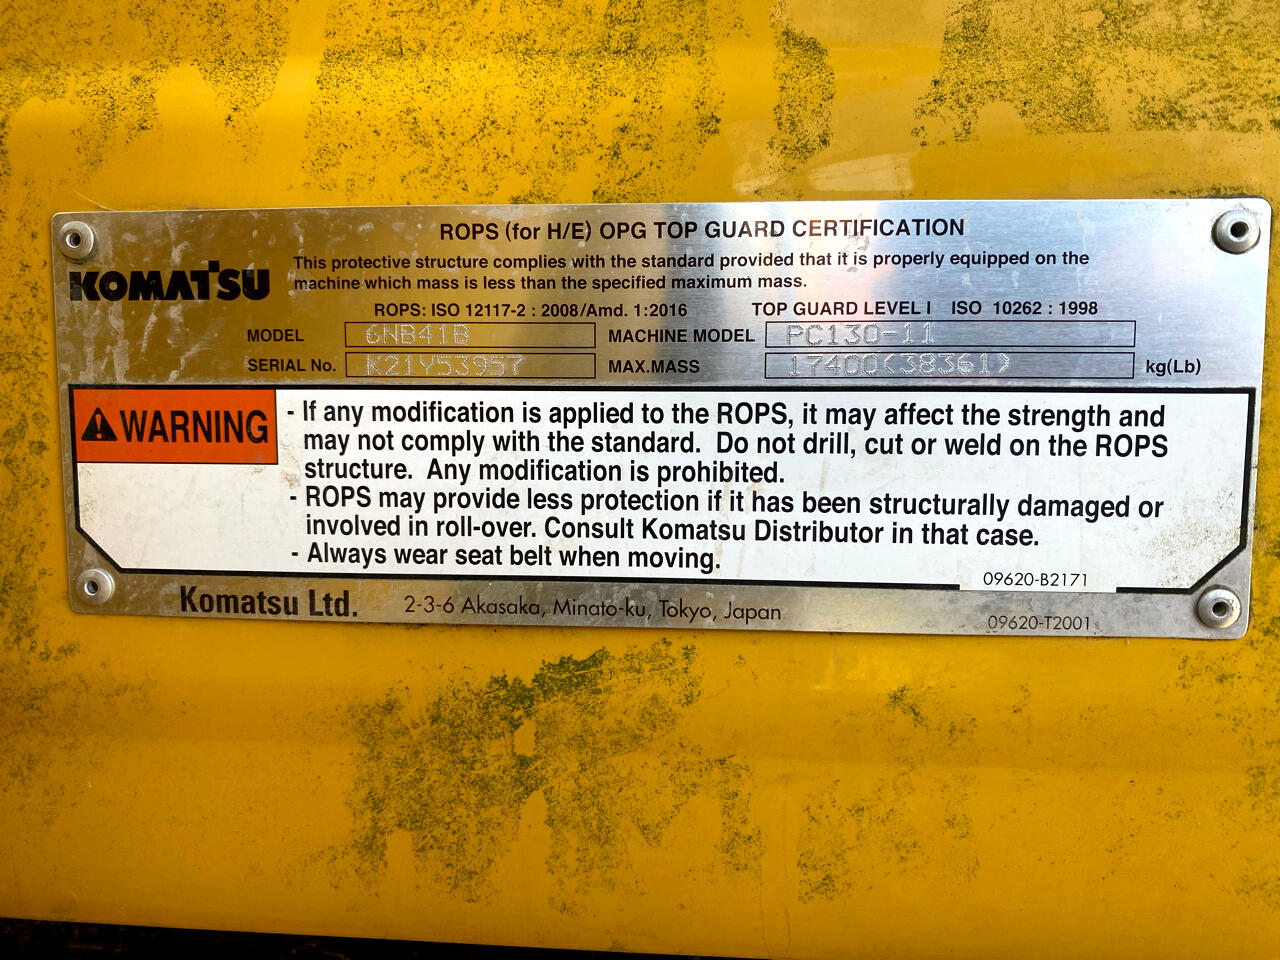 ROPS (for H/E) OPG TOP GUARD CERTIFICATION
KOMATSU
This protective structure complies with the standard provided that it is properly equipped on the
machine which mass is less than the specified maximum mass.
ROPS: ISO 12117-2 : 2008/Amd. 1:2016 TOP GUARD LEVEL I ISO 10262 : 1998
MODEL 6NB41B MACHINE MODEL PC130-11
SERIAL No. K21Y53957 MAX.MASS 17400(38361) kg(Lb)
WARNING
- If any modification is applied to the ROPS, it may affect the strength and
may not comply with the standard. Do not drill, cut or weld on the ROPS
structure. Any modification is prohibited.
- ROPS may provide less protection if it has been structurally damaged or
involved in roll-over. Consult Komatsu Distributor in that case.
- Always wear seat belt when moving.
09620-B2171
Komatsu Ltd. 2-3-6 Akasaka, Minato-ku, Tokyo, Japan
09620-T2001